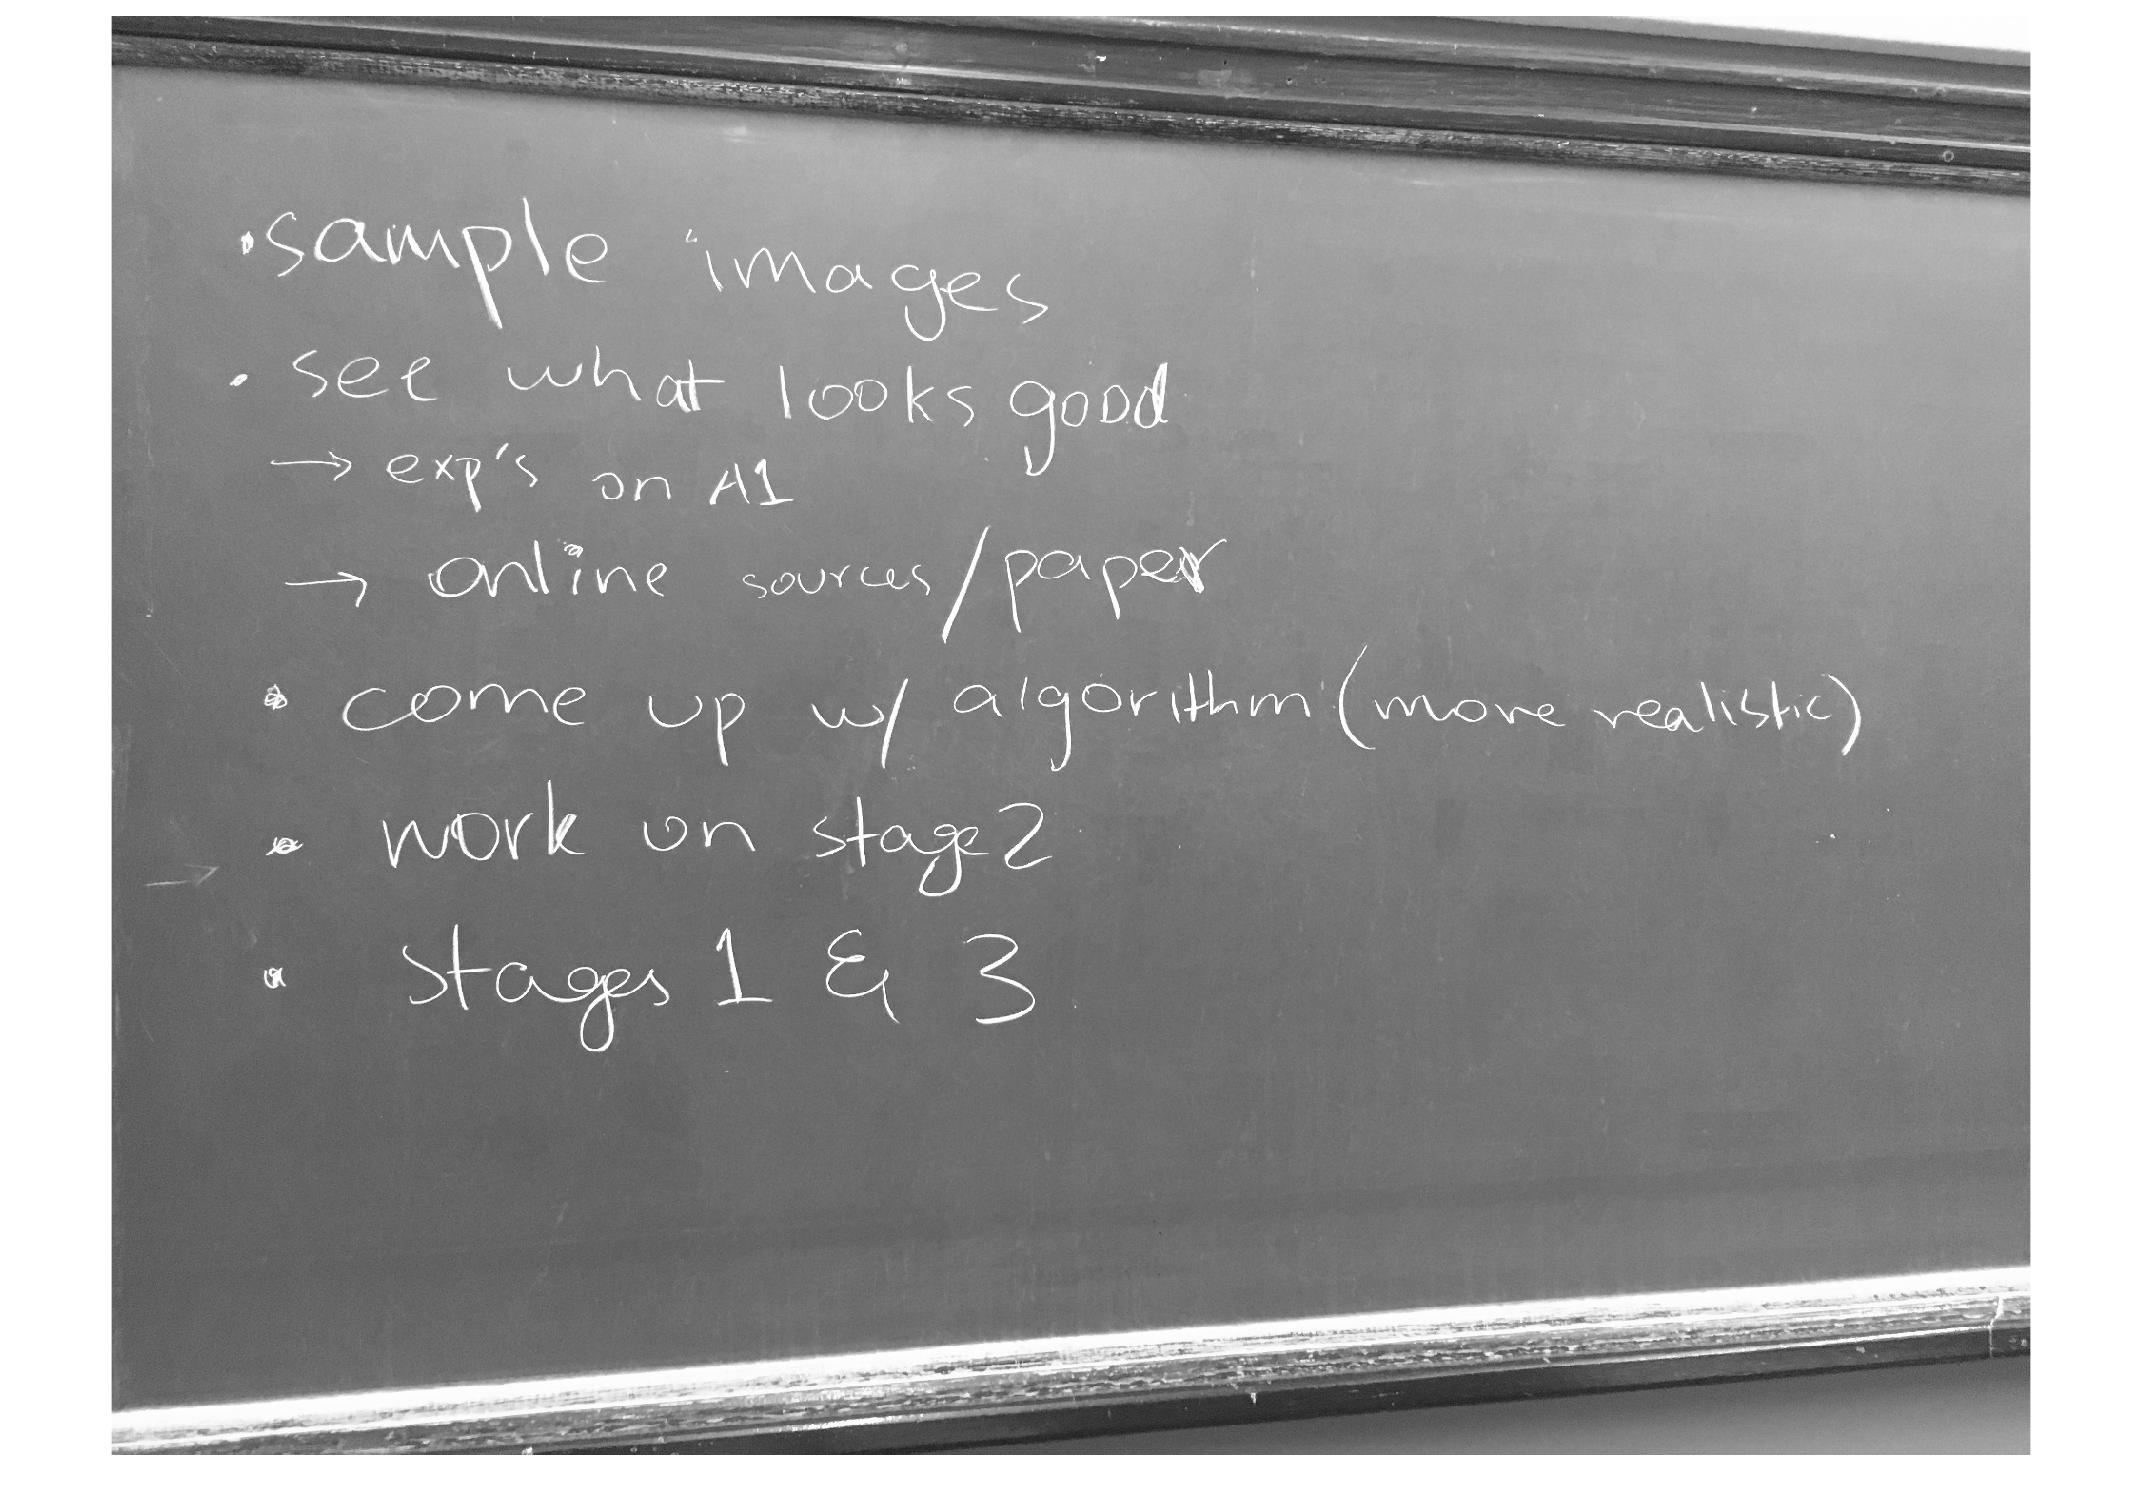 • sample images
• see what looks good
→ exp's on A1
→ online sources/paper
• come up w/ algorithm (more realistic)
• work on stage 2
• stages 1 & 3